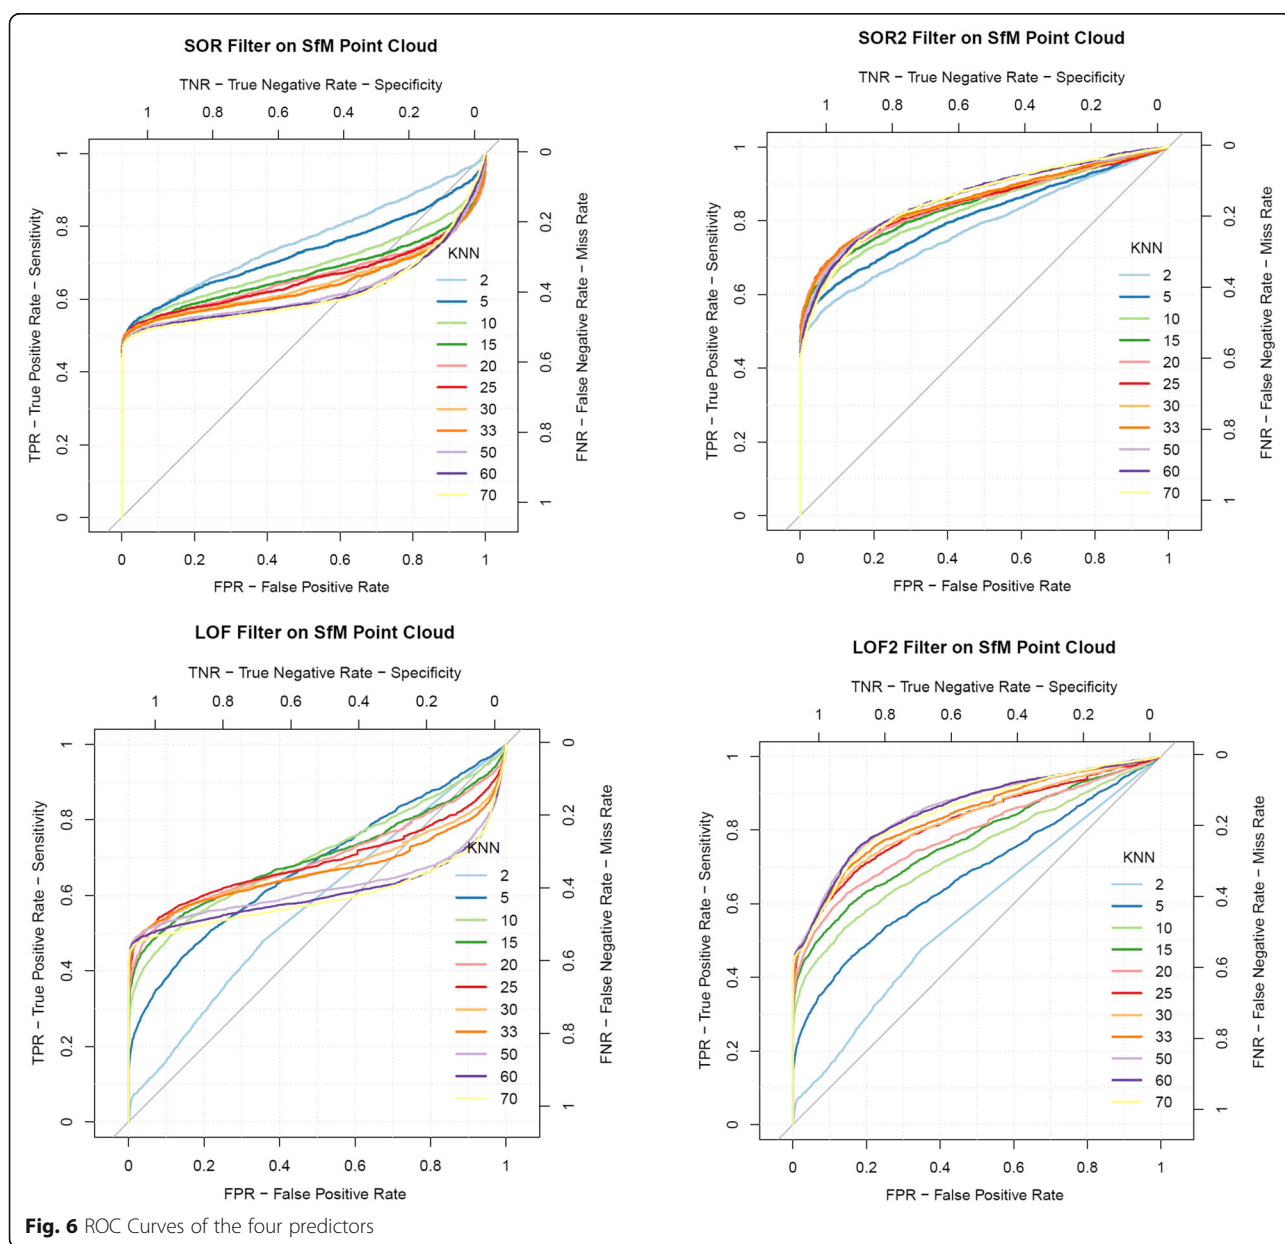 SOR Filter on SfM Point Cloud
TNR − True Negative Rate − Specificity
1 0.8 0.6 0.4 0.2 0
TPR − True Positive Rate − Sensitivity
1
0.8
0.6
0.4
0.2
0
FNR − False Negative Rate − Miss Rate
0
0.2
0.4
0.6
0.8
1
KNN
2
5
10
15
20
25
30
33
50
60
70
0 0.2 0.4 0.6 0.8 1
FPR − False Positive Rate
SOR2 Filter on SfM Point Cloud
TNR − True Negative Rate − Specificity
1 0.8 0.6 0.4 0.2 0
TPR − True Positive Rate − Sensitivity
1
0.8
0.6
0.4
0.2
0
FNR − False Negative Rate − Miss Rate
0
0.2
0.4
0.6
0.8
1
KNN
2
5
10
15
20
25
30
33
50
60
70
0 0.2 0.4 0.6 0.8 1
FPR − False Positive Rate
LOF Filter on SfM Point Cloud
TNR − True Negative Rate − Specificity
1 0.8 0.6 0.4 0.2 0
TPR − True Positive Rate − Sensitivity
1
0.8
0.6
0.4
0.2
0
FNR − False Negative Rate − Miss Rate
0
0.2
0.4
0.6
0.8
1
KNN
2
5
10
15
20
25
30
33
50
60
70
0 0.2 0.4 0.6 0.8 1
FPR − False Positive Rate
LOF2 Filter on SfM Point Cloud
TNR − True Negative Rate − Specificity
1 0.8 0.6 0.4 0.2 0
TPR − True Positive Rate − Sensitivity
1
0.8
0.6
0.4
0.2
0
FNR − False Negative Rate − Miss Rate
0
0.2
0.4
0.6
0.8
1
KNN
2
5
10
15
20
25
30
33
50
60
70
0 0.2 0.4 0.6 0.8 1
FPR − False Positive Rate
Fig. 6 ROC Curves of the four predictors